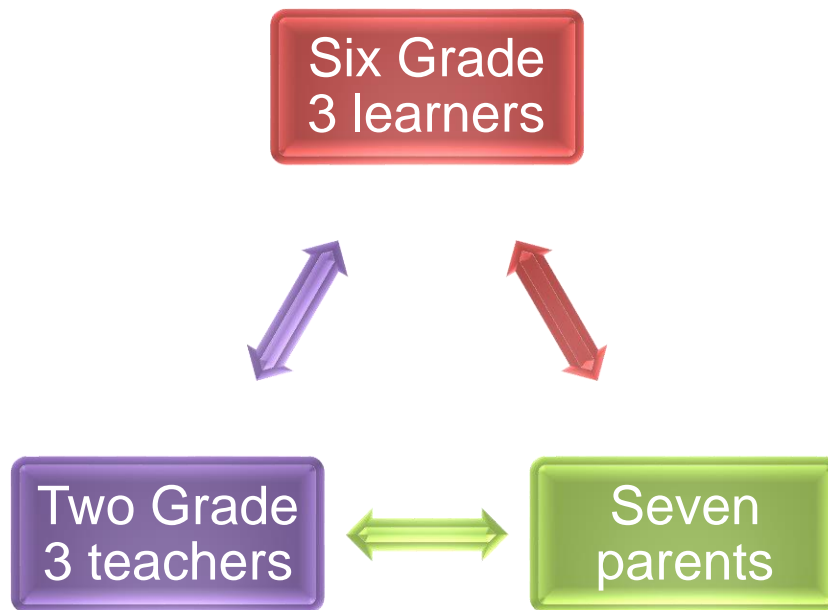 Six Grade
3 learners
Two Grade
3 teachers
Seven
parents